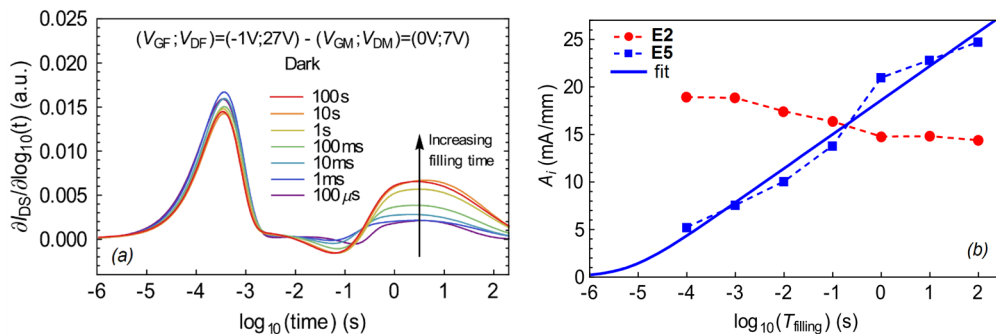 0.025
0.020
0.015
0.010
0.005
0.000
∂I_DS/∂log₁₀(t) (a.u.)
(V_GF;V_DF)=(-1V;27V) - (V_GM;V_DM)=(0V;7V)
Dark
100s
10s
1s
100ms
10ms
1ms
100μs
Increasing
filling time
(a)
-6 -5 -4 -3 -2 -1 0 1 2
log₁₀(time) (s)
25
20
15
10
5
0
A_i (mA/mm)
E2
E5
fit
(b)
-6 -5 -4 -3 -2 -1 0 1 2
log₁₀(T_filling) (s)